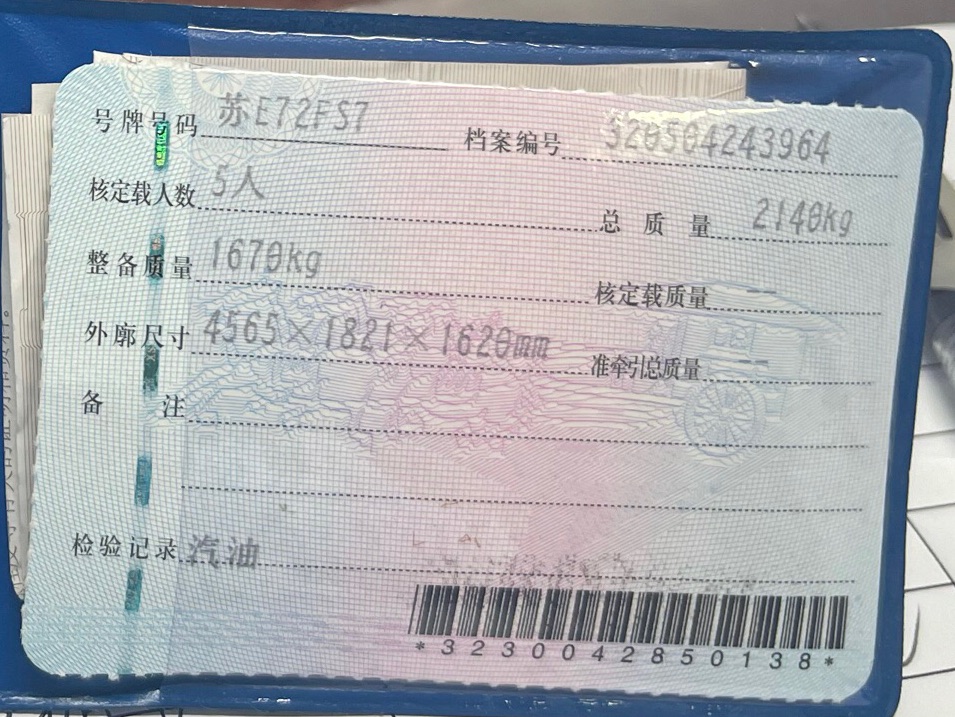 号牌号码 苏E72FS7 档案编号 320504243964
核定载人数 5人 总质量 2140kg
整备质量 1670kg 核定载质量 --
外廓尺寸 4565×1821×1620mm 准牵引总质量 --
备注
检验记录 汽油
*3230042850138*